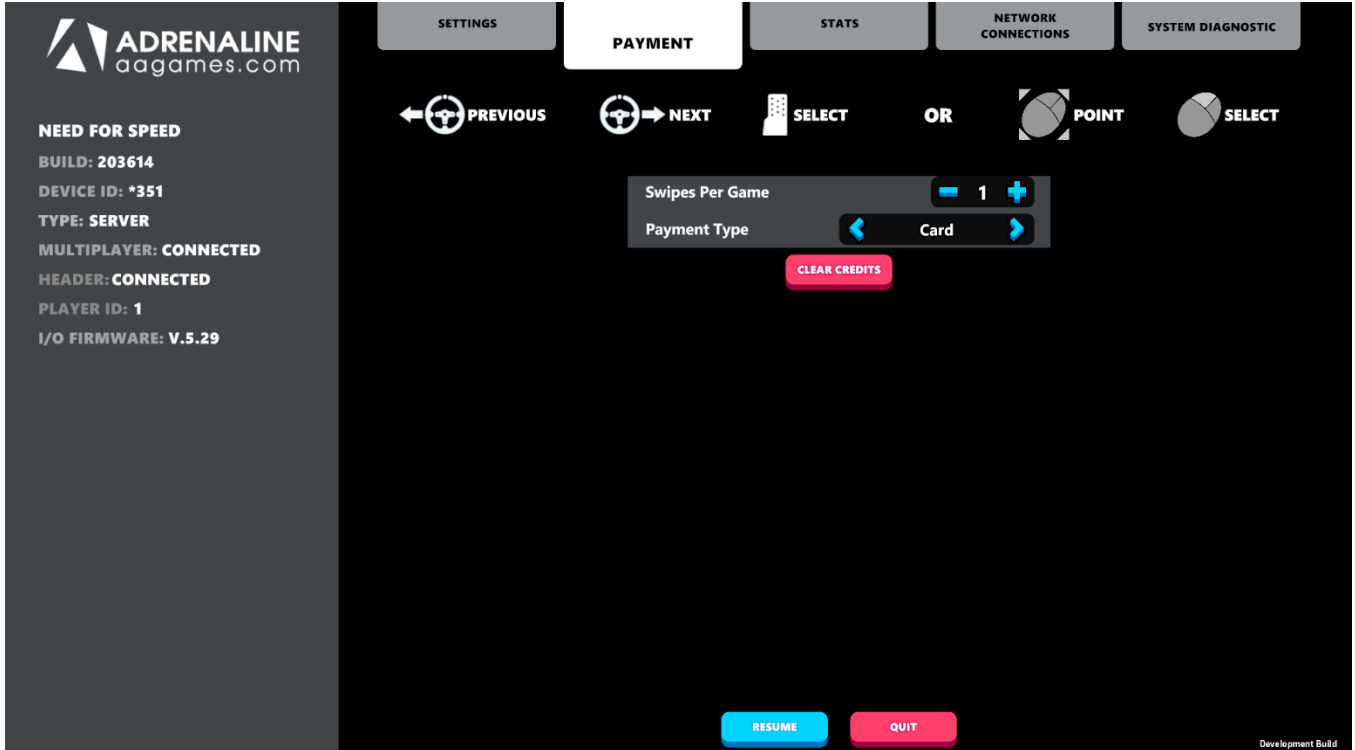 ADRENALINE
aagames.com
SETTINGS
PAYMENT
STATS
NETWORK
CONNECTIONS
SYSTEM DIAGNOSTIC
PREVIOUS
NEXT
SELECT
OR
POINT
SELECT
NEED FOR SPEED
BUILD: 203614
DEVICE ID: *351
TYPE: SERVER
MULTIPLAYER: CONNECTED
HEADER: CONNECTED
PLAYER ID: 1
I/O FIRMWARE: V.5.29
Swipes Per Game 1
Payment Type Card
CLEAR CREDITS
RESUME
QUIT
Development Build